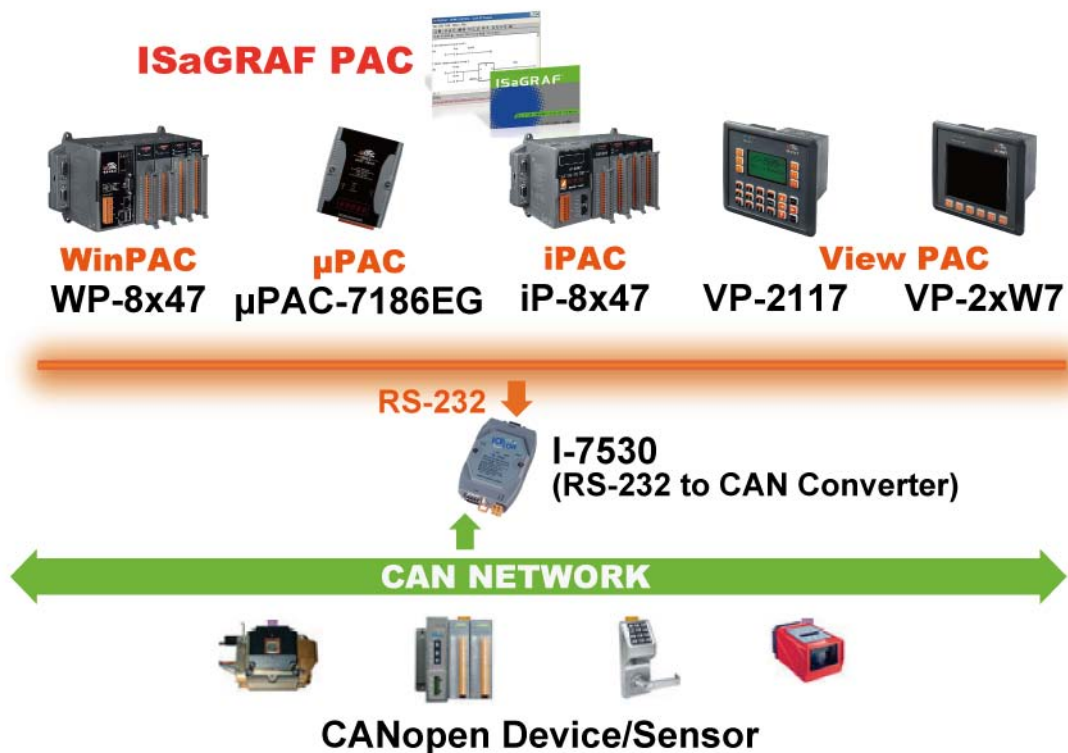 ISaGRAF PAC
ISaGRAF
WinPAC
µPAC
iPAC
View PAC
WP-8x47
µPAC-7186EG
iP-8x47
VP-2117
VP-2xW7
RS-232
I-7530
(RS-232 to CAN Converter)
CAN NETWORK
CANopen Device/Sensor